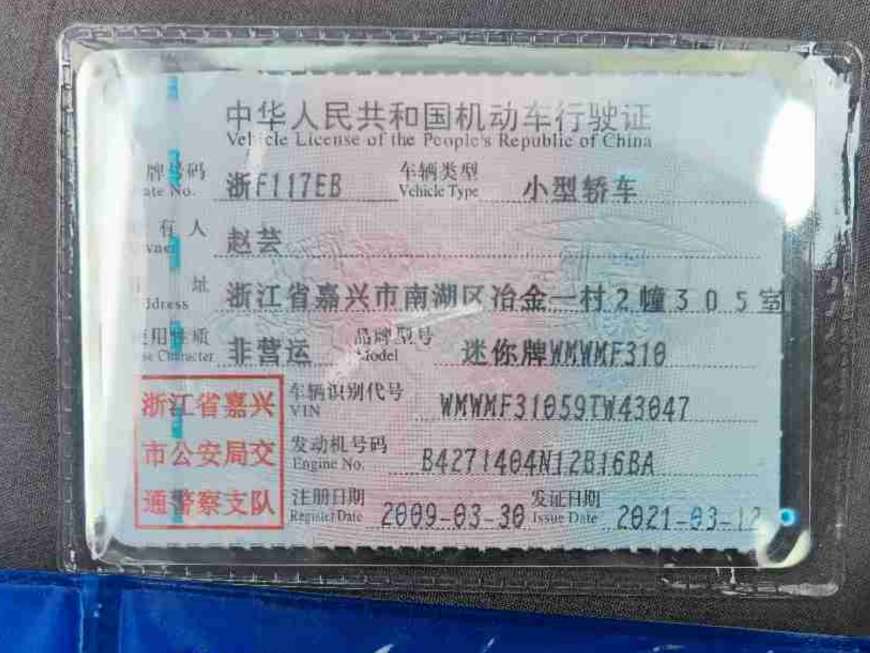 中华人民共和国机动车行驶证
Vehicle License of the People's Republic of China
牌号码 浙F117EB 车辆类型 小型轿车
ate No. Vehicle Type
有人 赵芸
址 浙江省嘉兴市南湖区冶金一村2幢305室
ddress
使用性质 非营运 品牌型号 迷你牌WMWMF310
se Character Model
浙江省嘉兴 车辆识别代号 WMWMF31059TW43047
VIN
市公安局交 发动机号码 B4271404N12B16BA
Engine No.
通警察支队 注册日期 2009-03-30 发证日期 2021-03-12
Register Date Issue Date